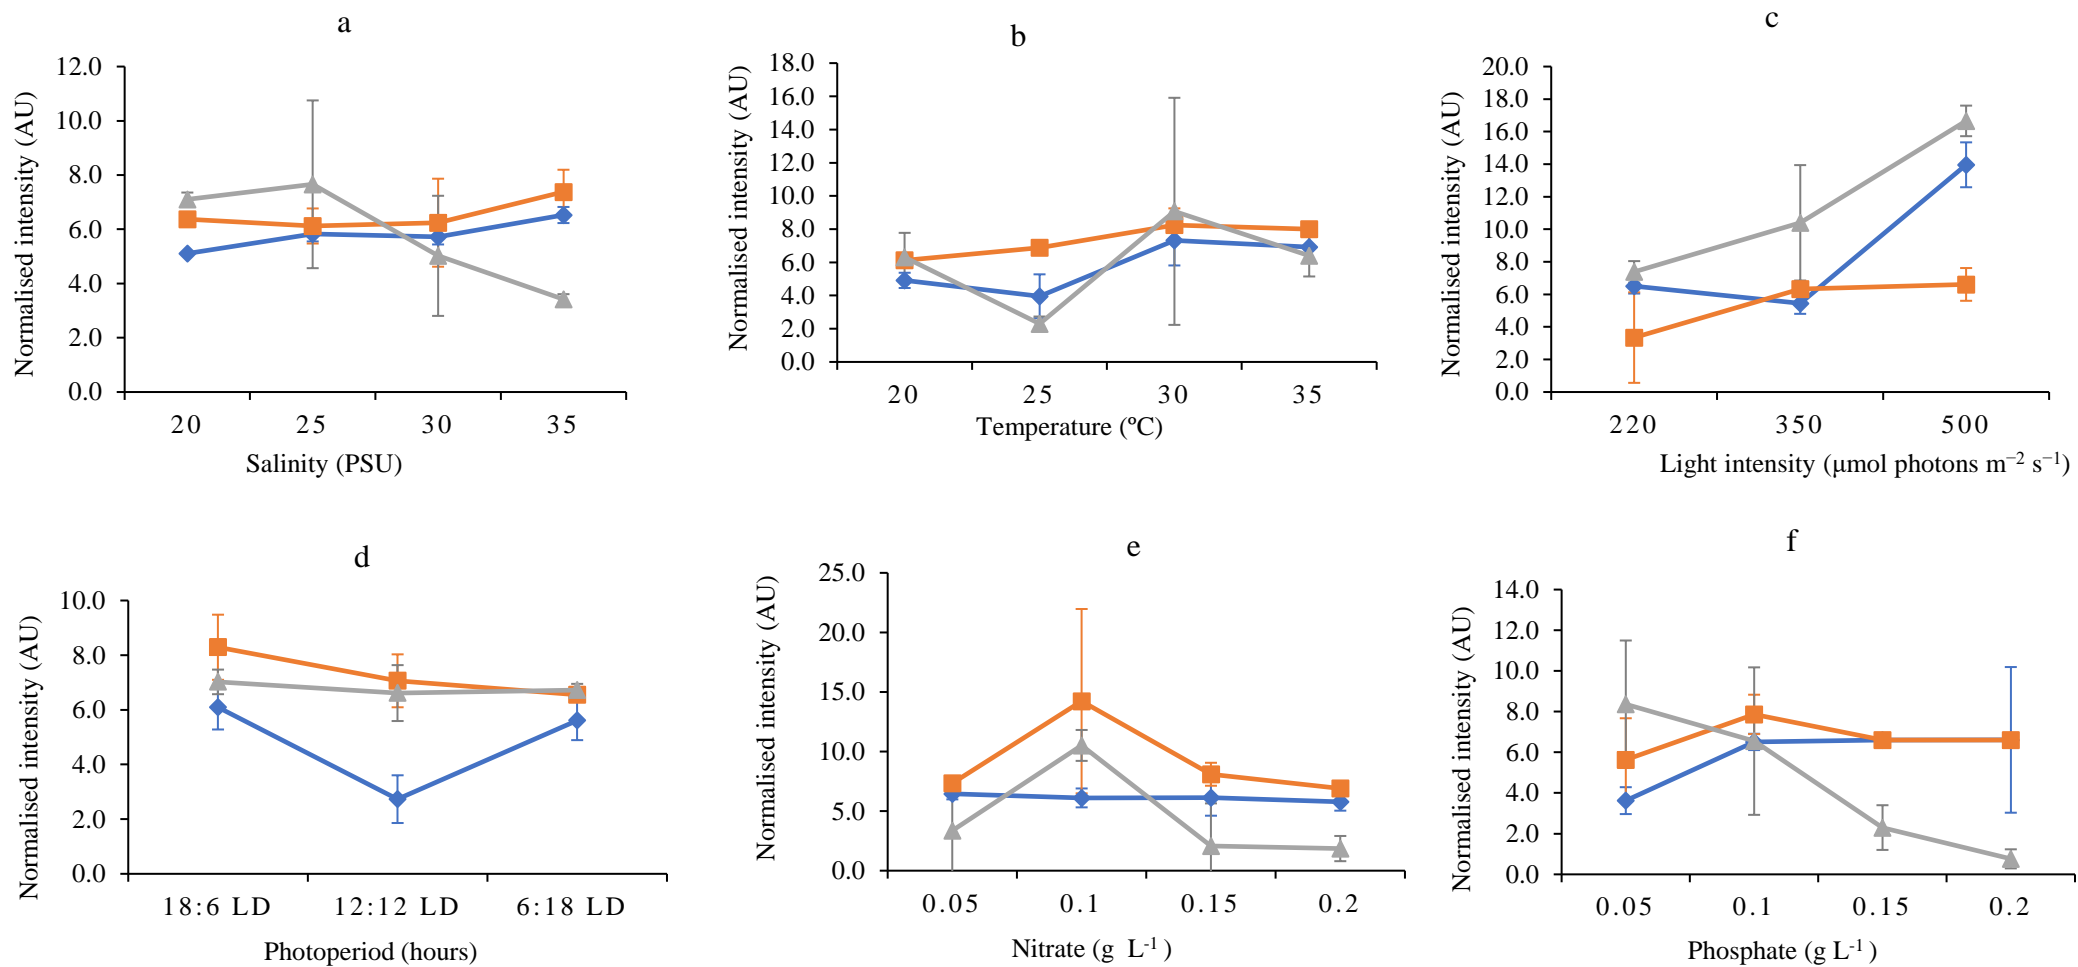 a
12.0
10.0
8.0
6.0
4.0
2.0
0.0
Normalised intensity (AU)
20 25 30 35
Salinity (PSU)
b
18.0
16.0
14.0
12.0
10.0
8.0
6.0
4.0
2.0
0.0
Normalised intensity (AU)
20 25 30 35
Temperature (ºC)
c
20.0
18.0
16.0
14.0
12.0
10.0
8.0
6.0
4.0
2.0
0.0
Normalised intensity (AU)
220 350 500
Light intensity (μmol photons m⁻² s⁻¹)
d
10.0
8.0
6.0
4.0
2.0
0.0
Normalised intensity (AU)
18:6 LD 12:12 LD 6:18 LD
Photoperiod (hours)
e
25.0
20.0
15.0
10.0
5.0
0.0
Normalised intensity (AU)
0.05 0.1 0.15 0.2
Nitrate (g L⁻¹)
f
14.0
12.0
10.0
8.0
6.0
4.0
2.0
0.0
Normalised intensity (AU)
0.05 0.1 0.15 0.2
Phosphate (g L⁻¹)